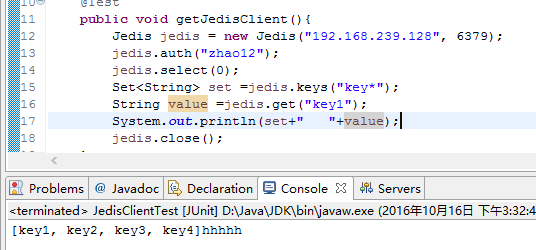 10 @Test
11 public void getJedisClient(){
12 Jedis jedis = new Jedis("192.168.239.128", 6379);
13 jedis.auth("zhao12");
14 jedis.select(0);
15 Set<String> set =jedis.keys("key*");
16 String value =jedis.get("key1");
17 System.out.println(set+"   "+value);
18 jedis.close();
Problems @ Javadoc Declaration Console Servers
<terminated> JedisClientTest [JUnit] D:\Java\JDK\bin\javaw.exe (2016年10月16日 下午3:32:4
[key1, key2, key3, key4]hhhhh